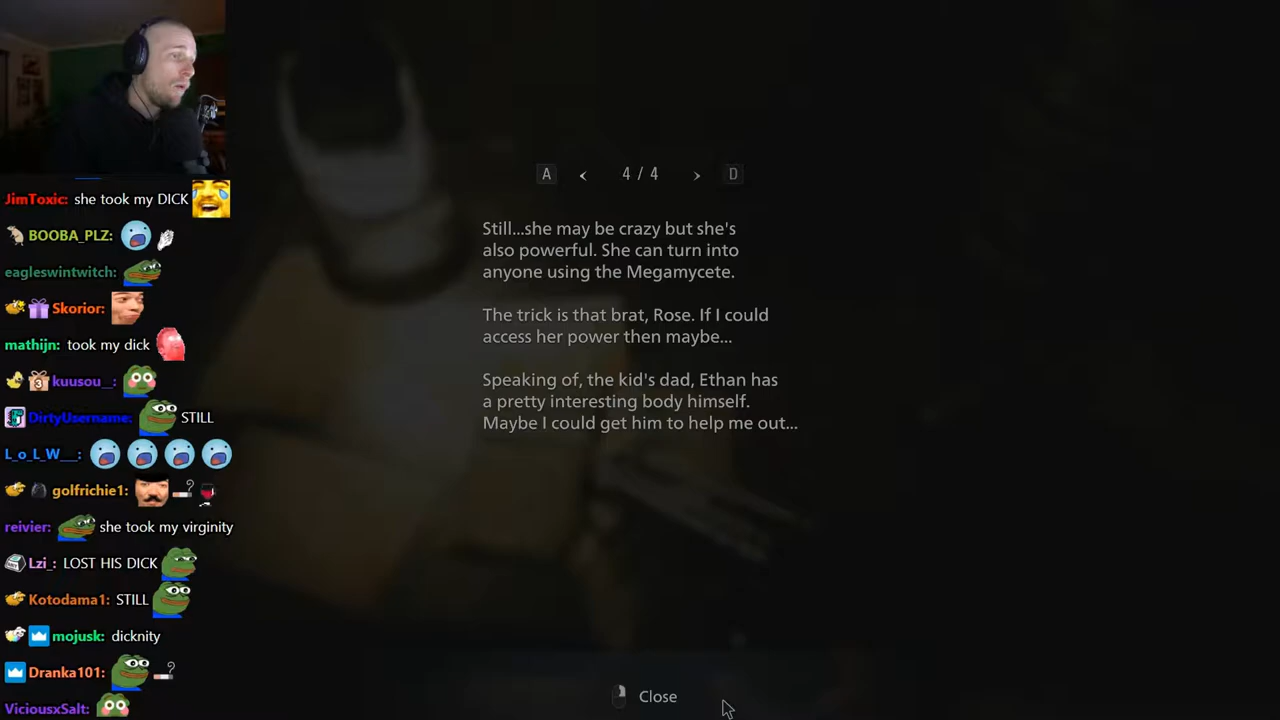 JimToxic: she took my DICK
BOOBA_PLZ:
eagleswintwitch:
Skorior:
mathijn: took my dick
3 kuusou__:
DirtyUsername: STILL
L_o_L_W___:
golfrichie1:
reivier: she took my virginity
Lzi_: LOST HIS DICK
Kotodama1: STILL
mojusk: dicknity
Dranka101:
ViciousxSalt:
A < 4 / 4 > D
Still...she may be crazy but she's
also powerful. She can turn into
anyone using the Megamycete.
The trick is that brat, Rose. If I could
access her power then maybe...
Speaking of, the kid's dad, Ethan has
a pretty interesting body himself.
Maybe I could get him to help me out...
Close